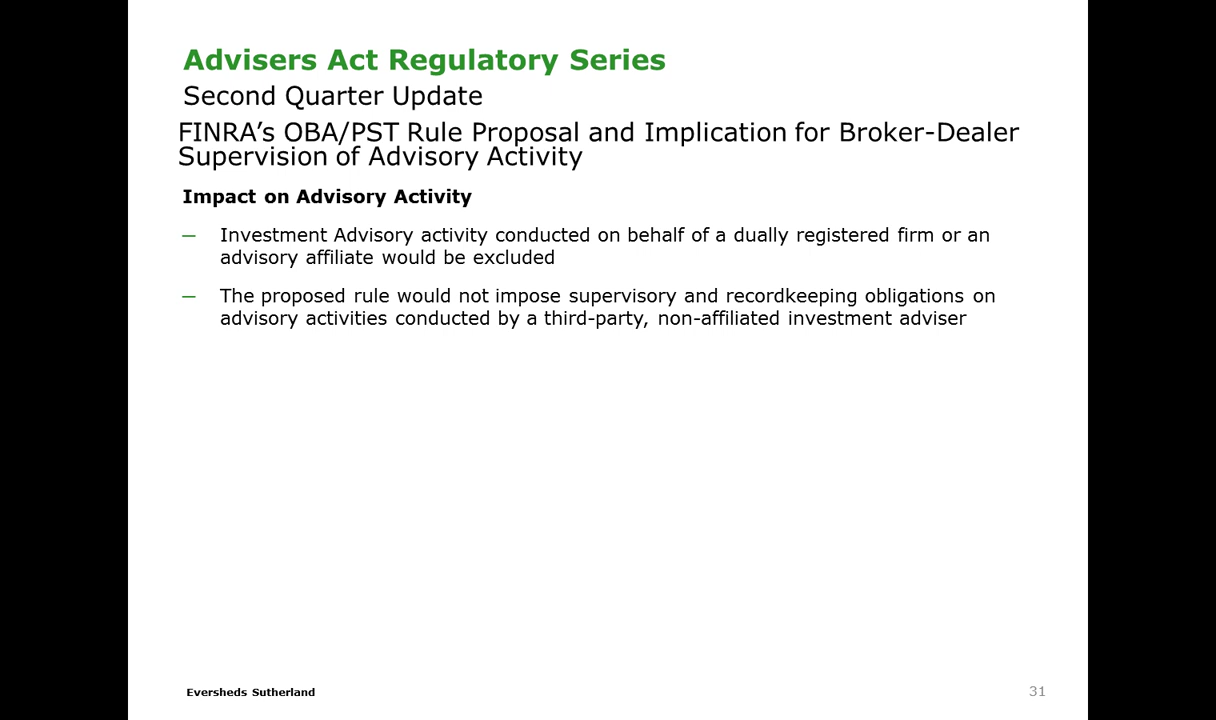 Advisers Act Regulatory Series
Second Quarter Update
FINRA’s OBA/PST Rule Proposal and Implication for Broker-Dealer
Supervision of Advisory Activity
Impact on Advisory Activity
— Investment Advisory activity conducted on behalf of a dually registered firm or an
advisory affiliate would be excluded
— The proposed rule would not impose supervisory and recordkeeping obligations on
advisory activities conducted by a third-party, non-affiliated investment adviser
Eversheds Sutherland
31